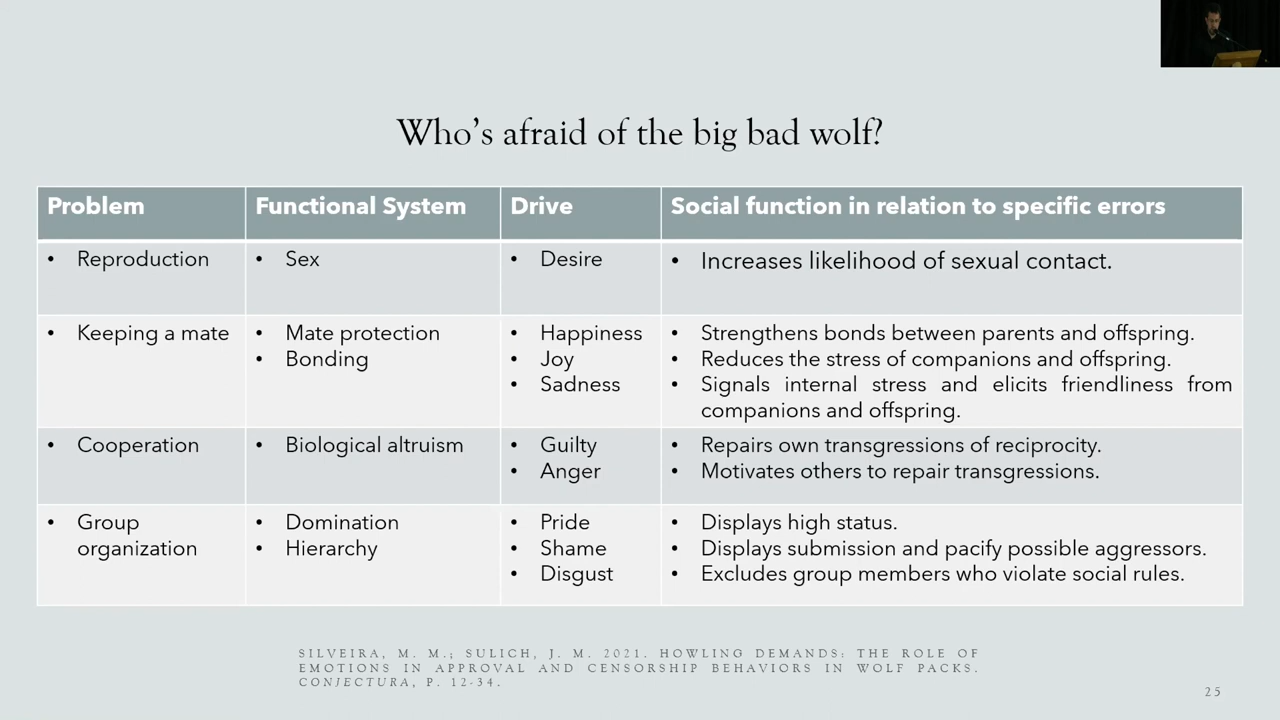 Who's afraid of the big bad wolf?
Problem
Functional System
Drive
Social function in relation to specific errors
• Reproduction
• Sex
• Desire
• Increases likelihood of sexual contact.
• Keeping a mate
• Mate protection
• Bonding
• Happiness
• Joy
• Sadness
• Strengthens bonds between parents and offspring.
• Reduces the stress of companions and offspring.
• Signals internal stress and elicits friendliness from
companions and offspring.
• Cooperation
• Biological altruism
• Guilty
• Anger
• Repairs own transgressions of reciprocity.
• Motivates others to repair transgressions.
• Group
organization
• Domination
• Hierarchy
• Pride
• Shame
• Disgust
• Displays high status.
• Displays submission and pacify possible aggressors.
• Excludes group members who violate social rules.
SILVEIRA, M. M.; SULICH, J. M. 2021. HOWLING DEMANDS: THE ROLE OF
EMOTIONS IN APPROVAL AND CENSORSHIP BEHAVIORS IN WOLF PACKS.
CONJECTURA, P. 12-34.
25